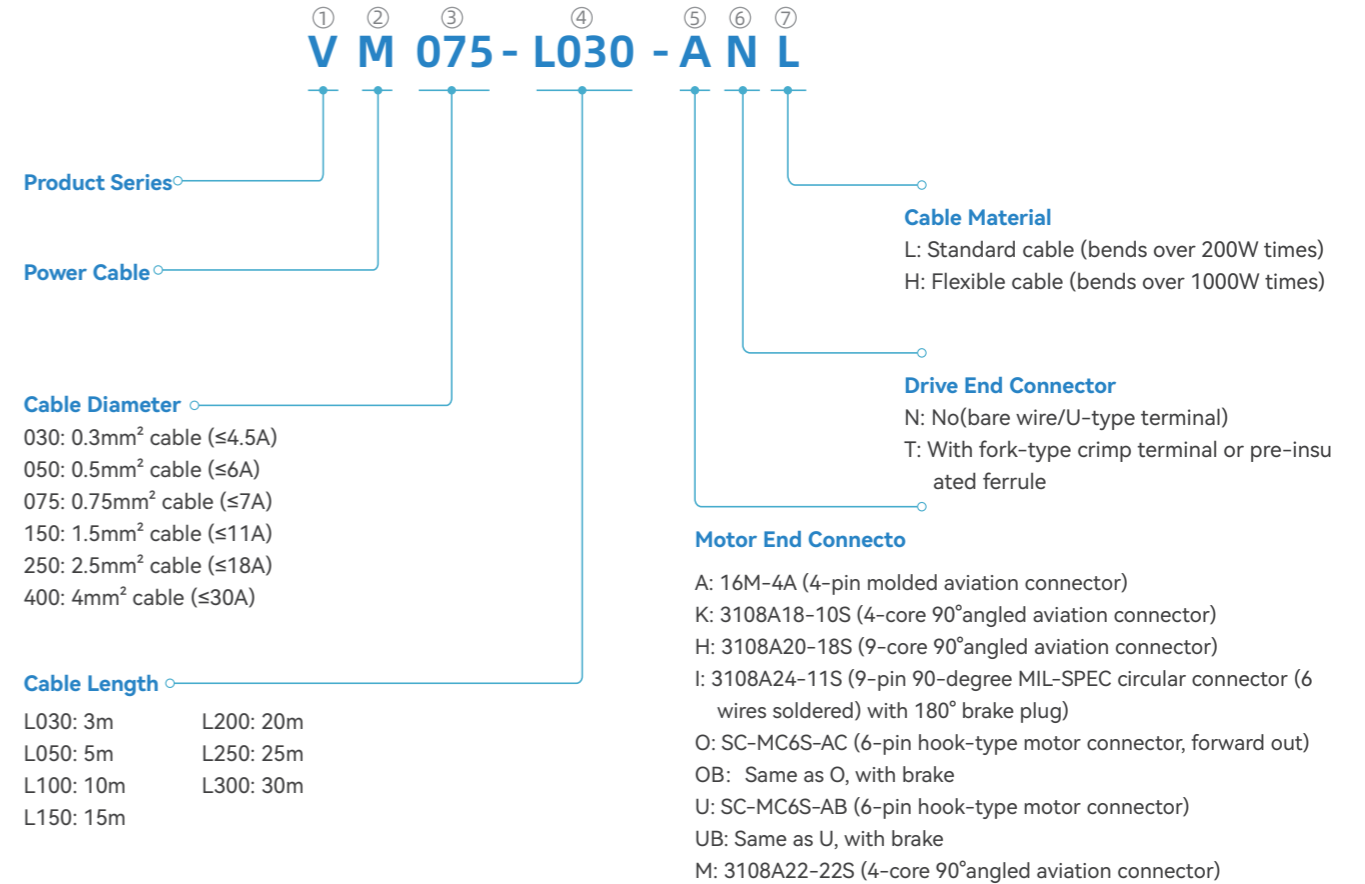 ① ② ③ ④ ⑤ ⑥ ⑦
V M 075 - L030 - A N L
Product Series
Power Cable
Cable Diameter
030: 0.3mm² cable (≤4.5A)
050: 0.5mm² cable (≤6A)
075: 0.75mm² cable (≤7A)
150: 1.5mm² cable (≤11A)
250: 2.5mm² cable (≤18A)
400: 4mm² cable (≤30A)
Cable Length
L030: 3m L200: 20m
L050: 5m L250: 25m
L100: 10m L300: 30m
L150: 15m
Cable Material
L: Standard cable (bends over 200W times)
H: Flexible cable (bends over 1000W times)
Drive End Connector
N: No(bare wire/U-type terminal)
T: With fork-type crimp terminal or pre-insu
ated ferrule
Motor End Connecto
A: 16M-4A (4-pin molded aviation connector)
K: 3108A18-10S (4-core 90°angled aviation connector)
H: 3108A20-18S (9-core 90°angled aviation connector)
I: 3108A24-11S (9-pin 90-degree MIL-SPEC circular connector (6
wires soldered) with 180° brake plug)
O: SC-MC6S-AC (6-pin hook-type motor connector, forward out)
OB: Same as O, with brake
U: SC-MC6S-AB (6-pin hook-type motor connector)
UB: Same as U, with brake
M: 3108A22-22S (4-core 90°angled aviation connector)